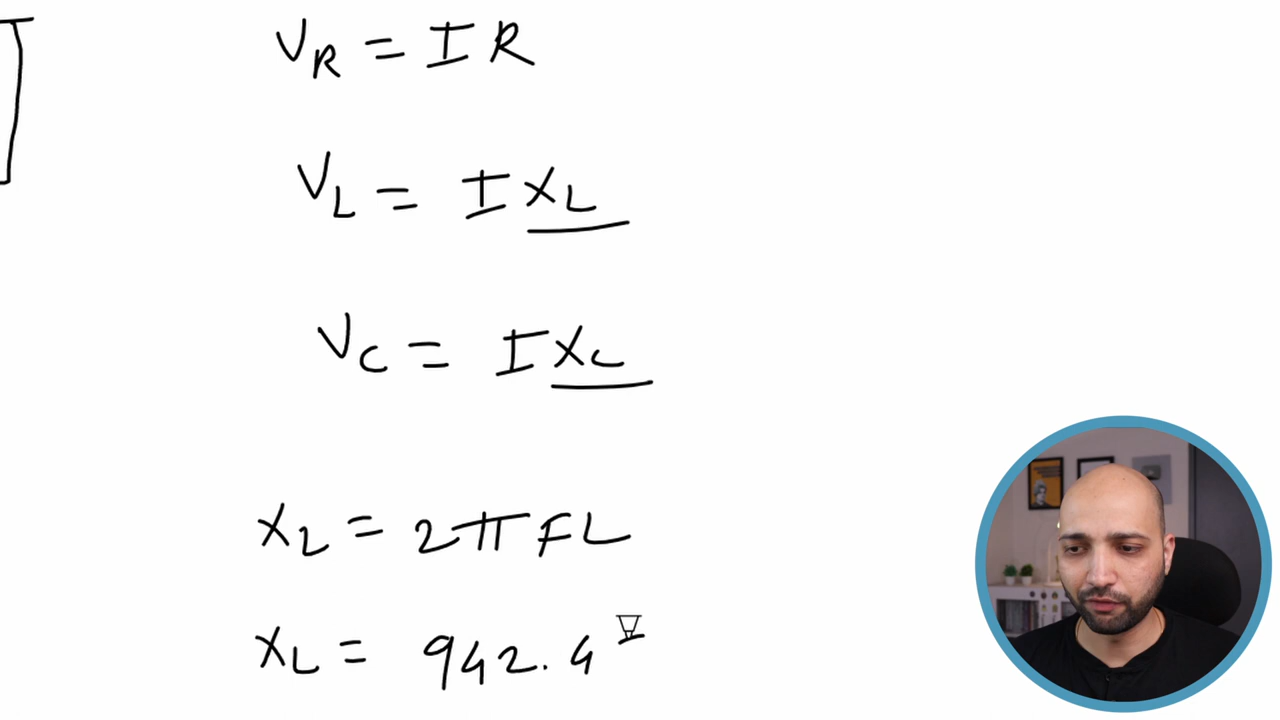 V_R = IR
V_L = IX_L
V_C = IX_C
X_L = 2πFL
X_L = 942.4